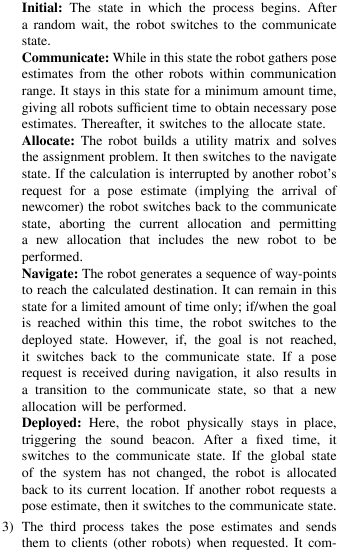 Initial: The state in which the process begins. After
a random wait, the robot switches to the communicate
state.
Communicate: While in this state the robot gathers pose
estimates from the other robots within communication
range. It stays in this state for a minimum amount time,
giving all robots sufficient time to obtain necessary pose
estimates. Thereafter, it switches to the allocate state.
Allocate: The robot builds a utility matrix and solves
the assignment problem. It then switches to the navigate
state. If the calculation is interrupted by another robot's
request for a pose estimate (implying the arrival of
newcomer) the robot switches back to the communicate
state, aborting the current allocation and permitting
a new allocation that includes the new robot to be
performed.
Navigate: The robot generates a sequence of way-points
to reach the calculated destination. It can remain in this
state for a limited amount of time only; if/when the goal
is reached within this time, the robot switches to the
deployed state. However, if, the goal is not reached,
it switches back to the communicate state. If a pose
request is received during navigation, it also results in
a transition to the communicate state, so that a new
allocation will be performed.
Deployed: Here, the robot physically stays in place,
triggering the sound beacon. After a fixed time, it
switches to the communicate state. If the global state
of the system has not changed, the robot is allocated
back to its current location. If another robot requests a
pose estimate, then it switches to the communicate state.
3) The third process takes the pose estimates and sends
them to clients (other robots) when requested. It com-